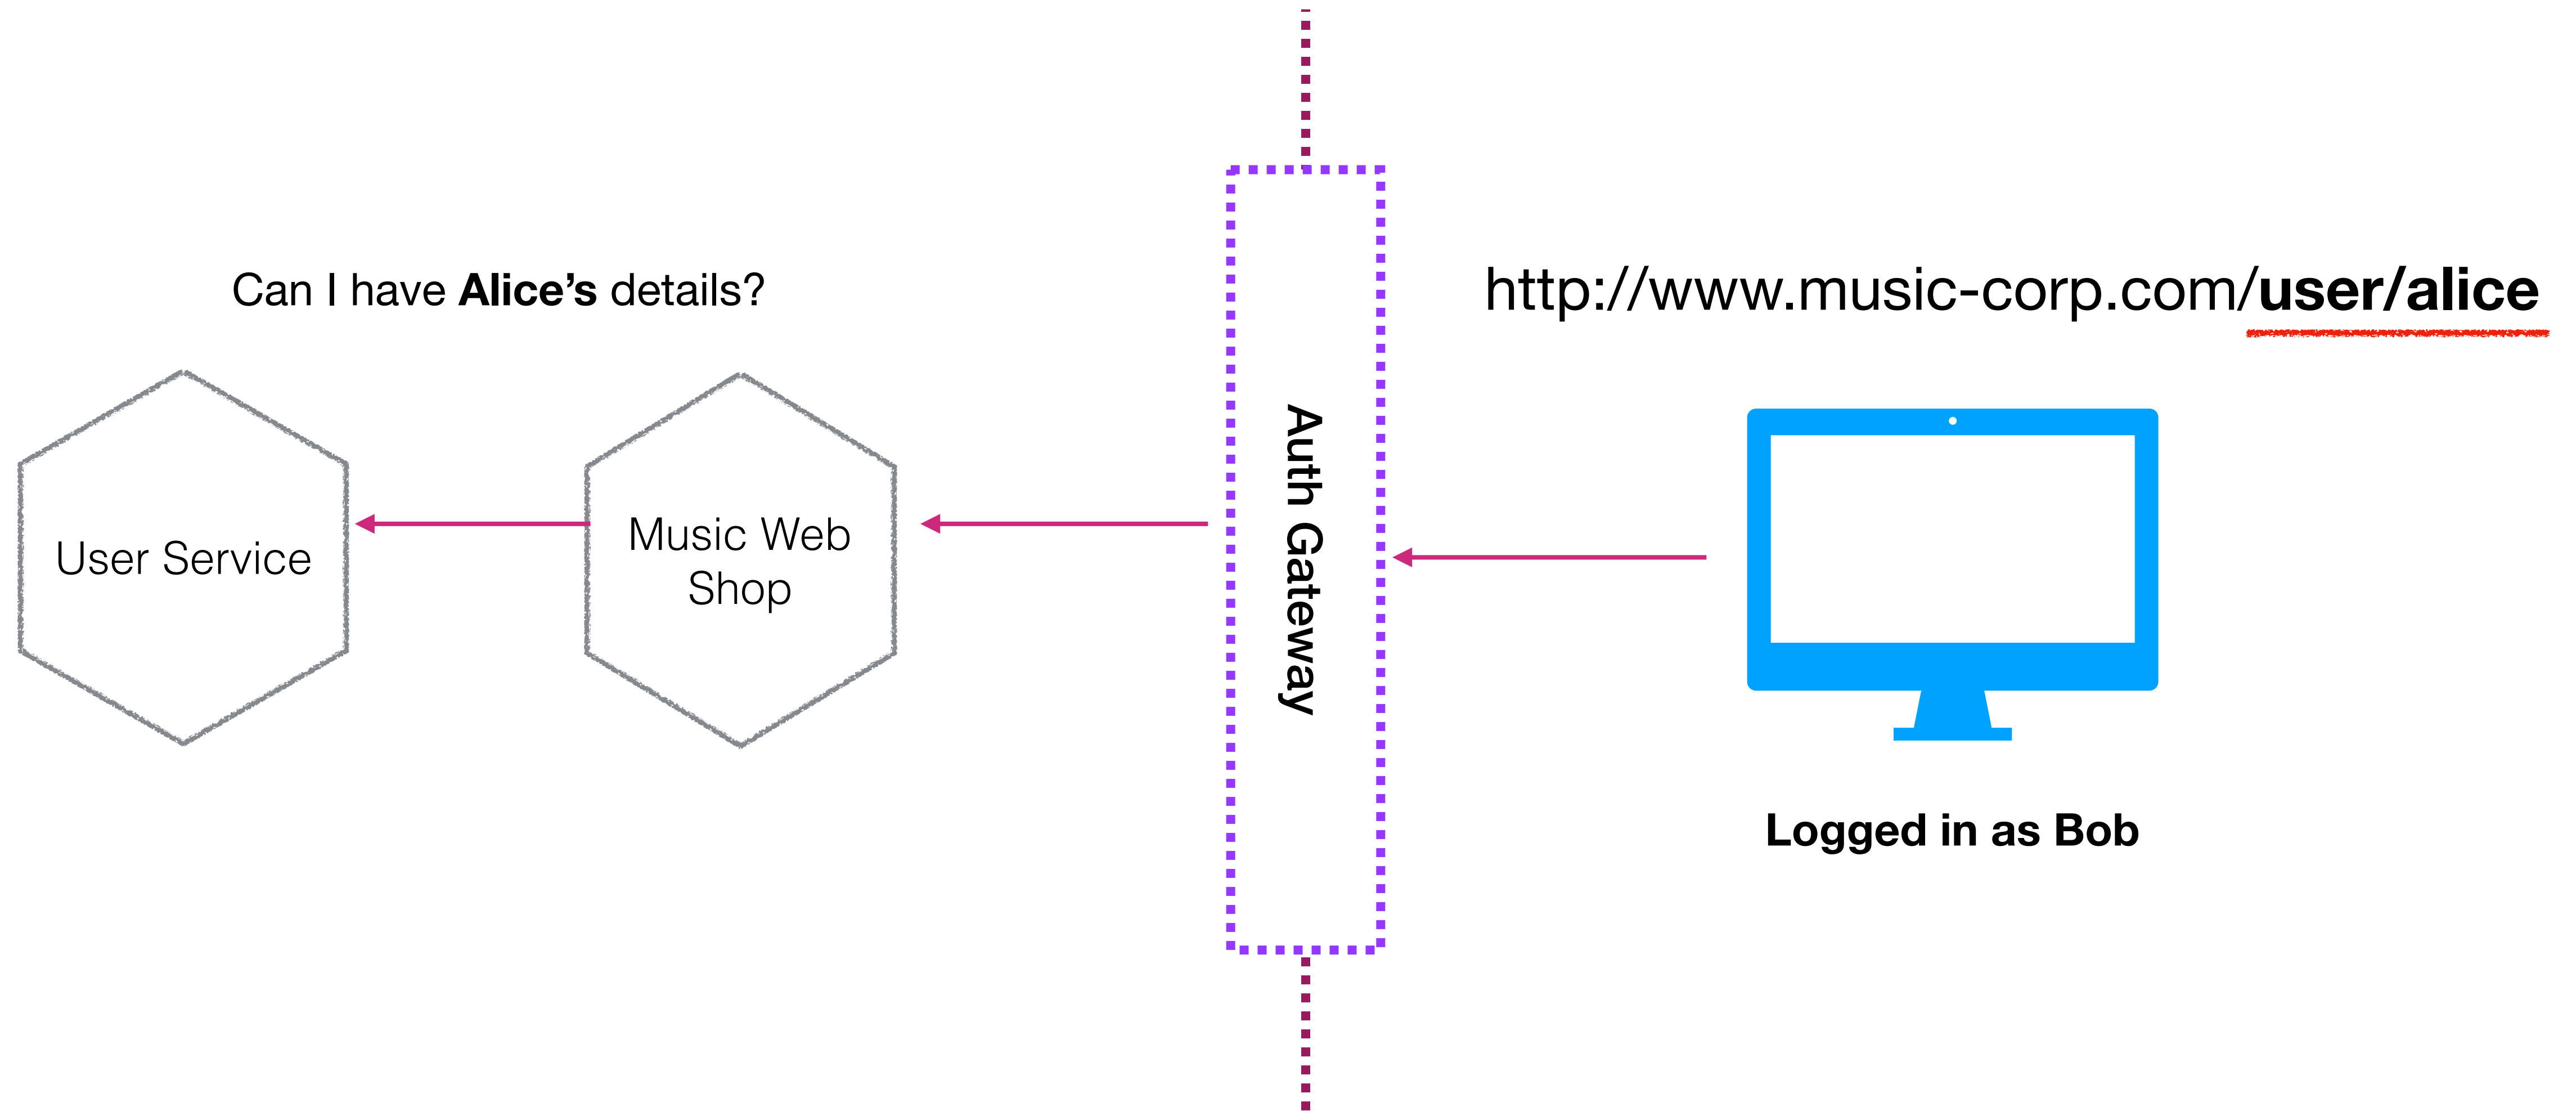 Can I have Alice’s details?
http://www.music-corp.com/user/alice
User Service
Music Web
Shop
Auth Gateway
Logged in as Bob